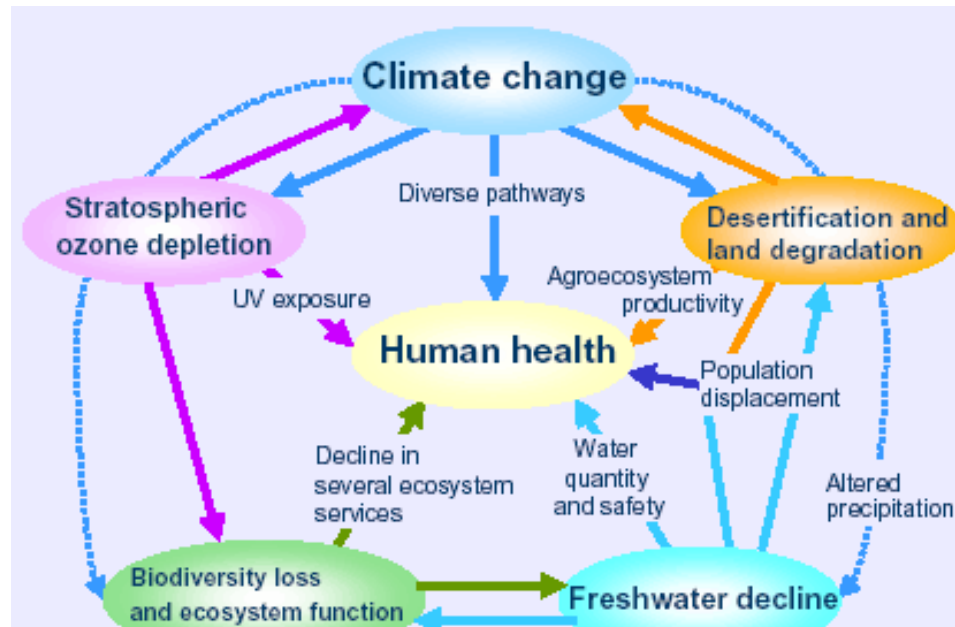 Climate change
Diverse pathways
Stratospheric
ozone depletion
Desertification and
land degradation
UV exposure
Agroecosystem
productivity
Human health
Population
displacement
Decline in
several ecosystem
services
Water
quantity
and safety
Altered
precipitation
Biodiversity loss
and ecosystem function
Freshwater decline